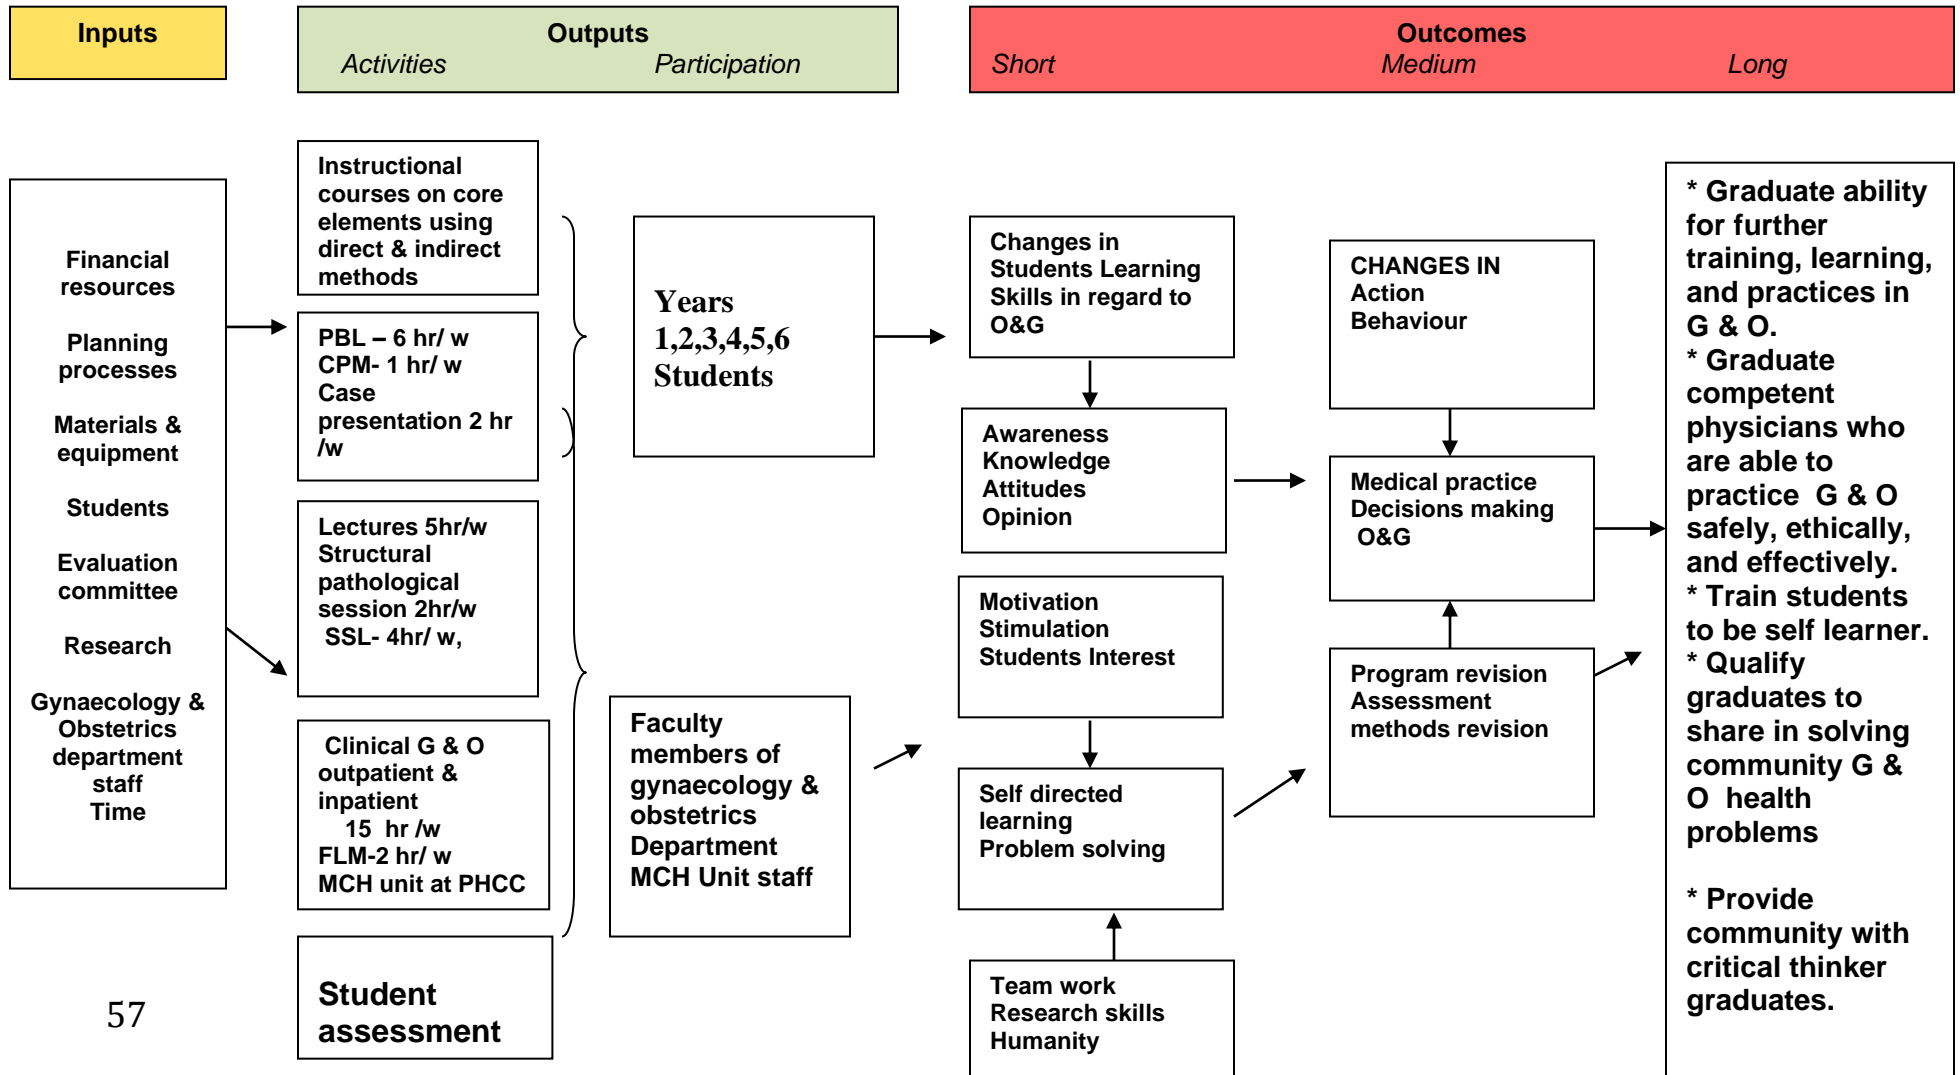 Inputs
Outputs
Activities Participation
Outcomes
Short Medium Long
Financial
resources
Planning
processes
Materials &
equipment
Students
Evaluation
committee
Research
Gynaecology &
Obstetrics
department
staff
Time
Instructional
courses on core
elements using
direct & indirect
methods
PBL – 6 hr/ w
CPM- 1 hr/ w
Case
presentation 2 hr
/w
Lectures 5hr/w
Structural
pathological
session 2hr/w
SSL- 4hr/ w,
Clinical G & O
outpatient &
inpatient
15 hr /w
FLM-2 hr/ w
MCH unit at PHCC
Student
assessment
Years
1,2,3,4,5,6
Students
Faculty
members of
gynaecology &
obstetrics
Department
MCH Unit staff
Changes in
Students Learning
Skills in regard to
O&G
Awareness
Knowledge
Attitudes
Opinion
Motivation
Stimulation
Students Interest
Self directed
learning
Problem solving
Team work
Research skills
Humanity
CHANGES IN
Action
Behaviour
Medical practice
Decisions making
O&G
Program revision
Assessment
methods revision
* Graduate ability
for further
training, learning,
and practices in
G & O.
* Graduate
competent
physicians who
are able to
practice G & O
safely, ethically,
and effectively.
* Train students
to be self learner.
* Qualify
graduates to
share in solving
community G &
O health
problems
* Provide
community with
critical thinker
graduates.
57